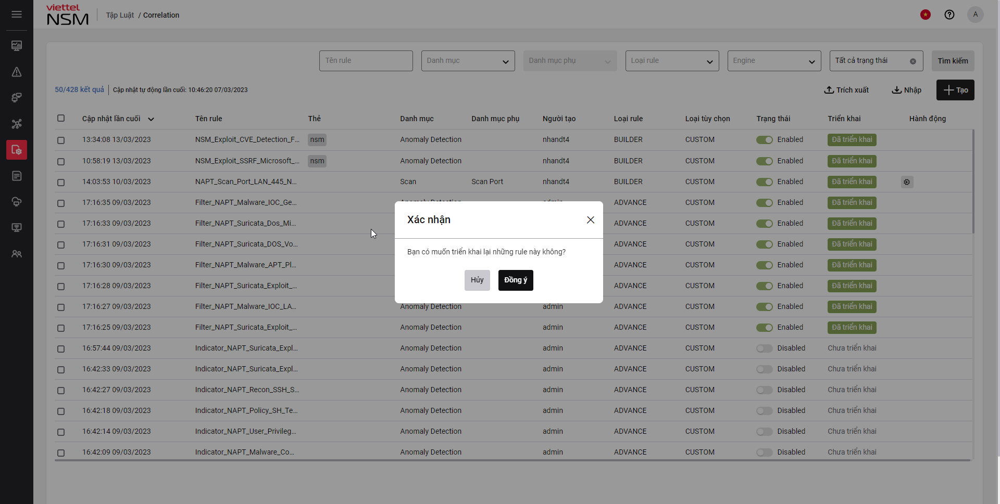 viettel
NSM
Tập Luật / Correlation
A
Tên rule
Danh mục
Danh mục phụ
Loại rule
Engine
Tất cả trạng thái
Tìm kiếm
50/428 kết quả
Cập nhật tự động lần cuối: 10:46:20 07/03/2023
Trích xuất
Nhập
Tạo
Cập nhật lần cuối Tên rule Thẻ Danh mục Danh mục phụ Người tạo Loại rule Loại tùy chọn Trạng thái Triển khai Hành động
13:34:08 13/03/2023 NSM_Exploit_CVE_Detection_F... nsm Anomaly Detection nhandt4 BUILDER CUSTOM Enabled Đã triển khai
10:58:19 13/03/2023 NSM_Exploit_SSRF_Microsoft_... nsm Anomaly Detection nhandt4 BUILDER CUSTOM Enabled Đã triển khai
14:03:53 10/03/2023 NAPT_Scan_Port_LAN_445_N... Scan Scan Port nhandt4 BUILDER CUSTOM Enabled Đã triển khai
17:16:35 09/03/2023 Filter_NAPT_Malware_IOC_Ge... Anomaly Detection admin ADVANCE CUSTOM Enabled Đã triển khai
17:16:33 09/03/2023 Filter_NAPT_Suricata_Dos_Mi... ADVANCE CUSTOM Enabled Đã triển khai
17:16:31 09/03/2023 Filter_NAPT_Suricata_DOS_Vo... ADVANCE CUSTOM Enabled Đã triển khai
17:16:30 09/03/2023 Filter_NAPT_Malware_APT_Pl... ADVANCE CUSTOM Enabled Đã triển khai
17:16:28 09/03/2023 Filter_NAPT_Suricata_Exploit_... ADVANCE CUSTOM Enabled Đã triển khai
17:16:27 09/03/2023 Filter_NAPT_Malware_IOC_LA... Anomaly Detection admin ADVANCE CUSTOM Enabled Đã triển khai
17:16:25 09/03/2023 Filter_NAPT_Suricata_Exploit_... Anomaly Detection admin ADVANCE CUSTOM Enabled Đã triển khai
16:57:44 09/03/2023 Indicator_NAPT_Suricata_Expl... Anomaly Detection admin ADVANCE CUSTOM Disabled Chưa triển khai
16:42:33 09/03/2023 Indicator_NAPT_Suricata_Expl... Anomaly Detection admin ADVANCE CUSTOM Disabled Chưa triển khai
16:42:27 09/03/2023 Indicator_NAPT_Recon_SSH_S... Anomaly Detection admin ADVANCE CUSTOM Disabled Chưa triển khai
16:42:18 09/03/2023 Indicator_NAPT_Policy_SH_Te... Anomaly Detection admin ADVANCE CUSTOM Disabled Chưa triển khai
16:42:14 09/03/2023 Indicator_NAPT_User_Privileg... Anomaly Detection admin ADVANCE CUSTOM Disabled Chưa triển khai
16:42:09 09/03/2023 Indicator_NAPT_Malware_Co... Anomaly Detection admin ADVANCE CUSTOM Disabled Chưa triển khai
Xác nhận
Bạn có muốn triển khai lại những rule này không?
Hủy
Đồng ý